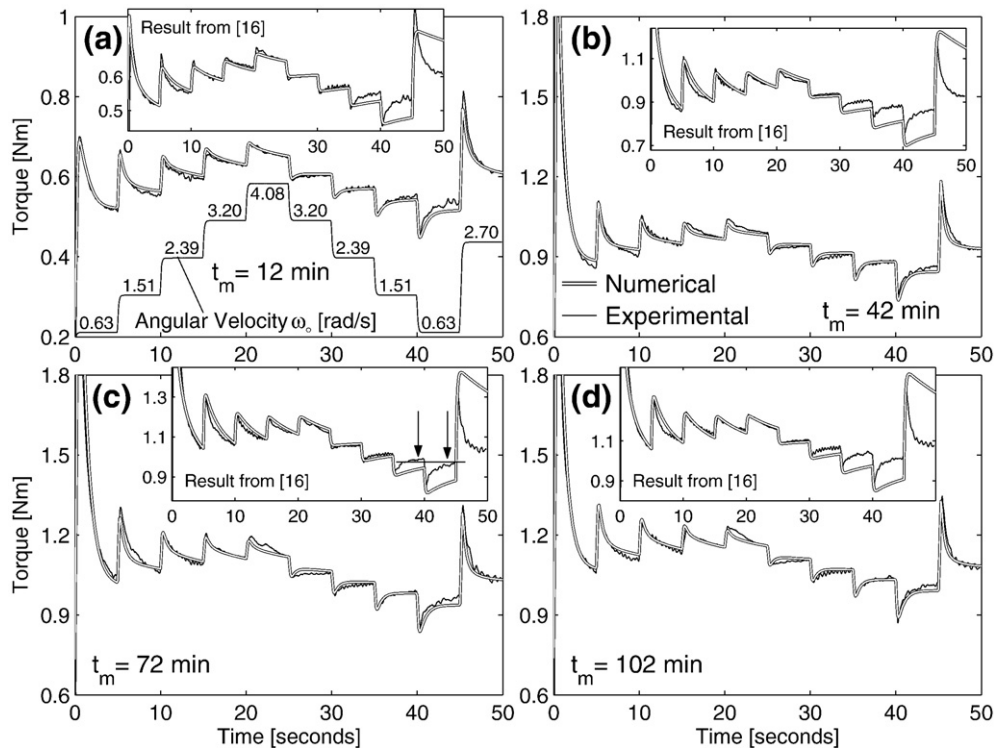 (a)
Result from [16]
1
0.8
0.6
0.4
0.2
Torque [Nm]
0.6
0.5
0 10 20 30 40 50
0.63
1.51
2.39
3.20
4.08
3.20
2.39
1.51
0.63
2.70
t_m= 12 min
Angular Velocity ω_o [rad/s]
0 10 20 30 40 50
(b)
1.8
1.5
1.2
0.9
0.6
1.1
0.9
0.7
Result from [16]
0 10 20 30 40 50
Numerical
Experimental
t_m= 42 min
0 10 20 30 40 50
(c)
1.8
1.5
1.2
0.9
0.6
Torque [Nm]
1.3
1.1
0.9
Result from [16]
0 10 20 30 40 50
t_m= 72 min
0 10 20 30 40 50
Time [seconds]
(d)
1.8
1.5
1.2
0.9
0.6
1.1
0.9
Result from [16]
0 10 20 30 40
t_m= 102 min
0 10 20 30 40 50
Time [seconds]